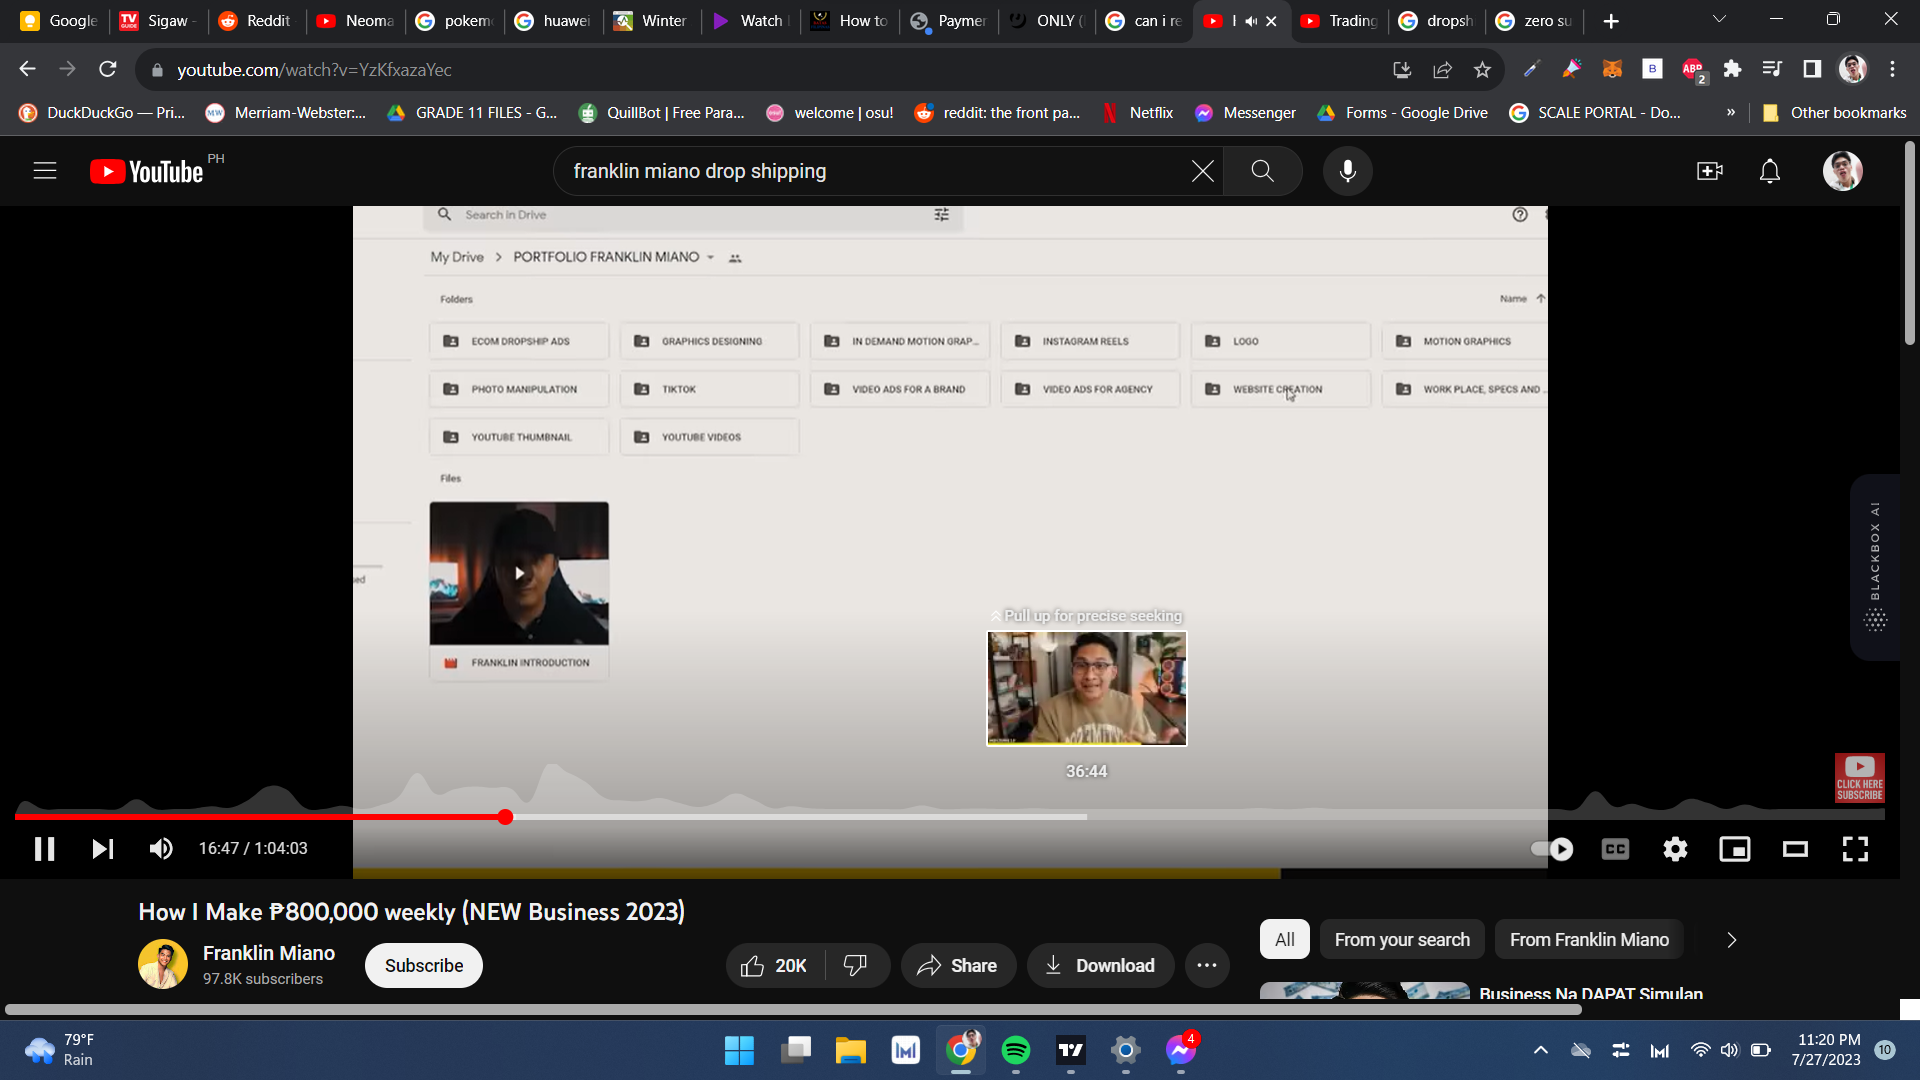 Google
Sigaw -
Reddit
Neoma
pokem
huawei
Winter
Watch
How to
Paymer
ONLY (
can i re
Trading
dropsh
zero su
youtube.com/watch?v=YzKfxazaYec
2
DuckDuckGo — Pri...
Merriam-Webster:...
GRADE 11 FILES - G...
QuillBot | Free Para...
welcome | osu!
reddit: the front pa...
Netflix
Messenger
Forms - Google Drive
SCALE PORTAL - Do...
»
Other bookmarks
YouTube PH
franklin miano drop shipping
Search in Drive
My Drive > PORTFOLIO FRANKLIN MIANO
Folders
Name
ECOM DROPSHIP ADS
GRAPHICS DESIGNING
IN DEMAND MOTION GRAP...
INSTAGRAM REELS
LOGO
MOTION GRAPHICS
PHOTO MANIPULATION
TIKTOK
VIDEO ADS FOR A BRAND
VIDEO ADS FOR AGENCY
WEBSITE CREATION
WORK PLACE, SPECS AND ...
YOUTUBE THUMBNAIL
YOUTUBE VIDEOS
Files
FRANKLIN INTRODUCTION
Pull up for precise seeking
36:44
BLACKBOX AI
CLICK HERE
SUBSCRIBE
16:47 / 1:04:03
CC
How I Make ₱800,000 weekly (NEW Business 2023)
Franklin Miano
97.8K subscribers
Subscribe
20K
Share
Download
All
From your search
From Franklin Miano
Business Na DAPAT Simulan
79°F
Rain
4
11:20 PM
7/27/2023
10